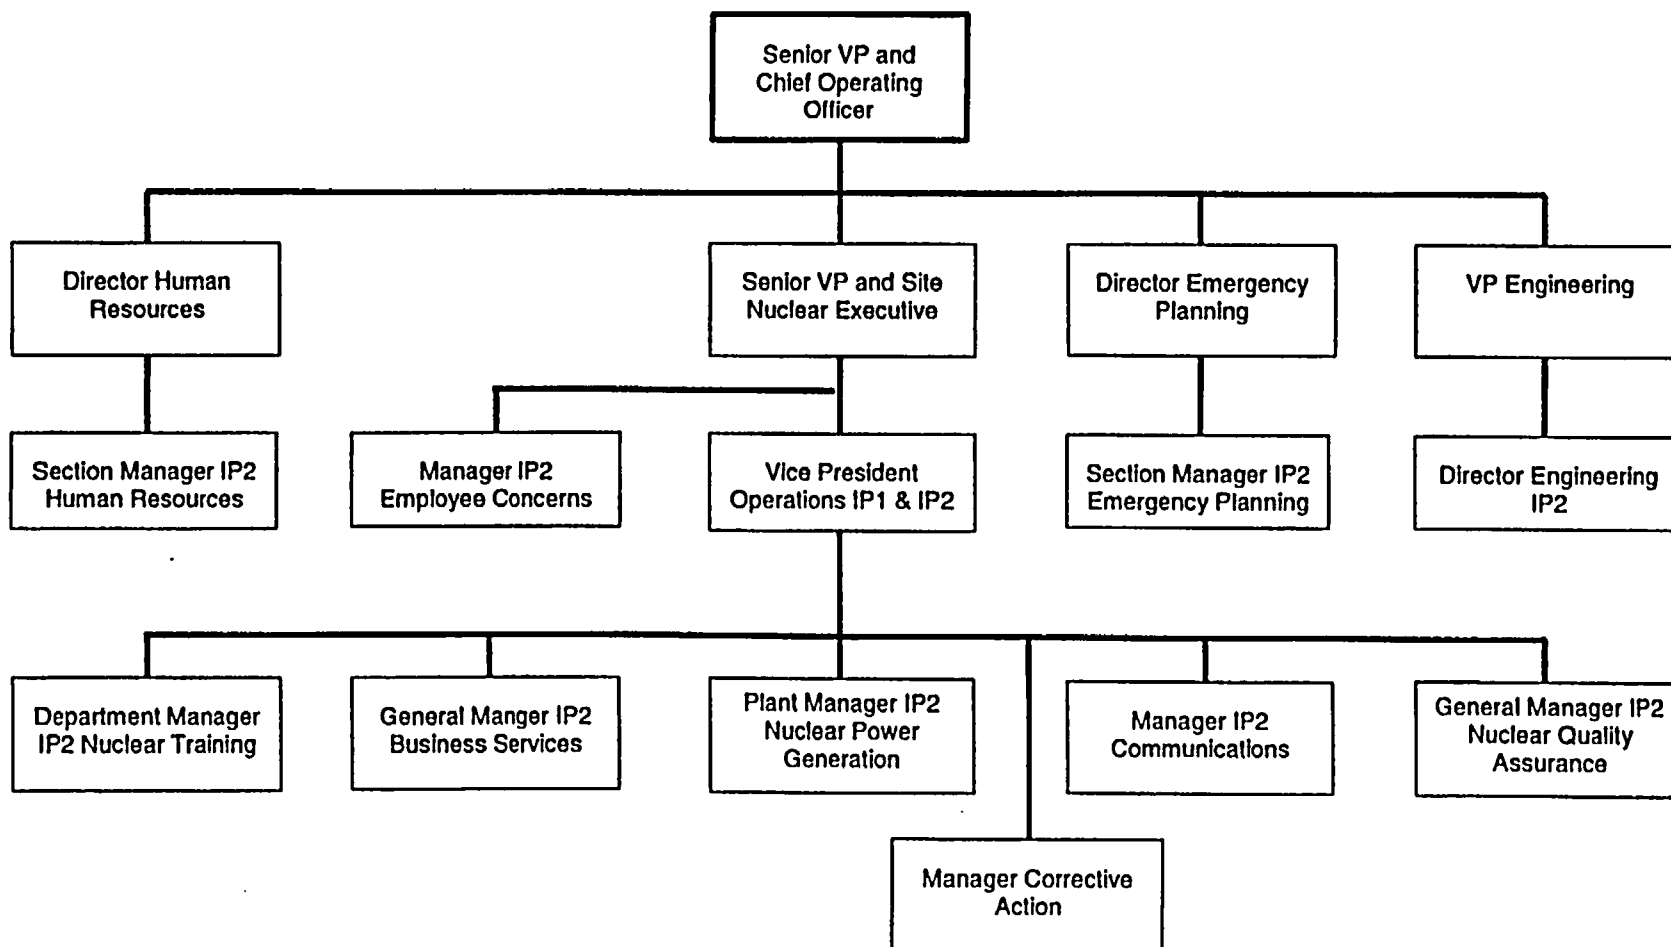 Senior VP and
Chief Operating
Officer
Director Human
Resources
Senior VP and Site
Nuclear Executive
Director Emergency
Planning
VP Engineering
Section Manager IP2
Human Resources
Manager IP2
Employee Concerns
Vice President
Operations IP1 & IP2
Section Manager IP2
Emergency Planning
Director Engineering
IP2
Department Manager
IP2 Nuclear Training
General Manger IP2
Business Services
Plant Manager IP2
Nuclear Power
Generation
Manager IP2
Communications
General Manager IP2
Nuclear Quality
Assurance
Manager Corrective
Action